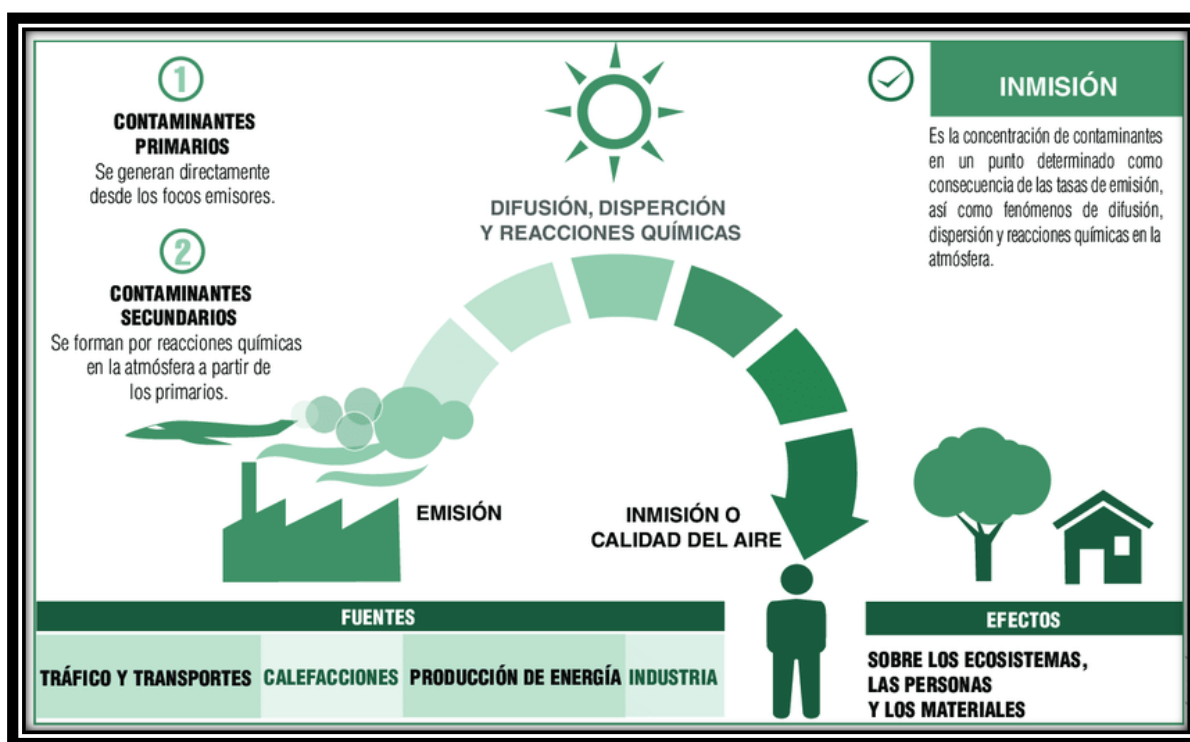 1
CONTAMINANTES
PRIMARIOS
Se generan directamente
desde los focos emisores.
2
CONTAMINANTES
SECUNDARIOS
Se forman por reacciones químicas
en la atmósfera a partir de
los primarios.
DIFUSIÓN, DISPERCIÓN
Y REACCIONES QUÍMICAS
INMISIÓN
Es la concentración de contaminantes
en un punto determinado como
consecuencia de las tasas de emisión,
así como fenómenos de difusión,
dispersión y reacciones químicas en la
atmósfera.
EMISIÓN
INMISIÓN O
CALIDAD DEL AIRE
FUENTES
TRÁFICO Y TRANSPORTES CALEFACCIONES PRODUCCIÓN DE ENERGÍA INDUSTRIA
EFECTOS
SOBRE LOS ECOSISTEMAS,
LAS PERSONAS
Y LOS MATERIALES